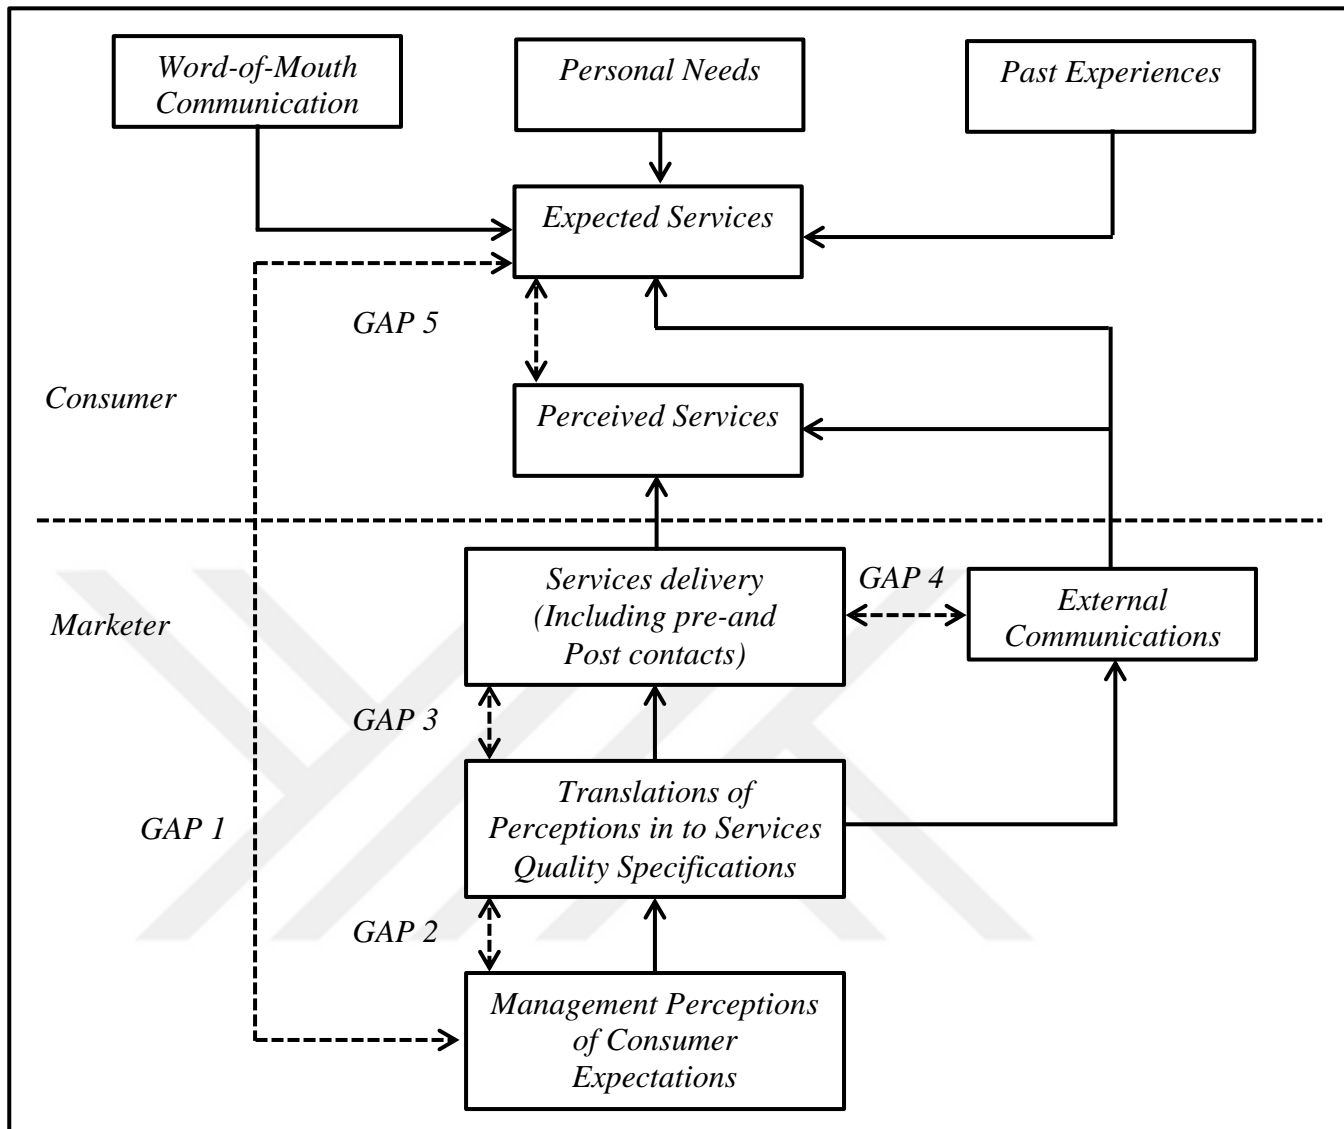 Word-of-Mouth
Communication
Personal Needs
Past Experiences
Expected Services
GAP 5
Consumer
Perceived Services
Marketer
Services delivery
(Including pre-and
Post contacts)
GAP 4
External
Communications
GAP 3
Translations of
Perceptions in to Services
Quality Specifications
GAP 1
GAP 2
Management Perceptions
of Consumer
Expectations